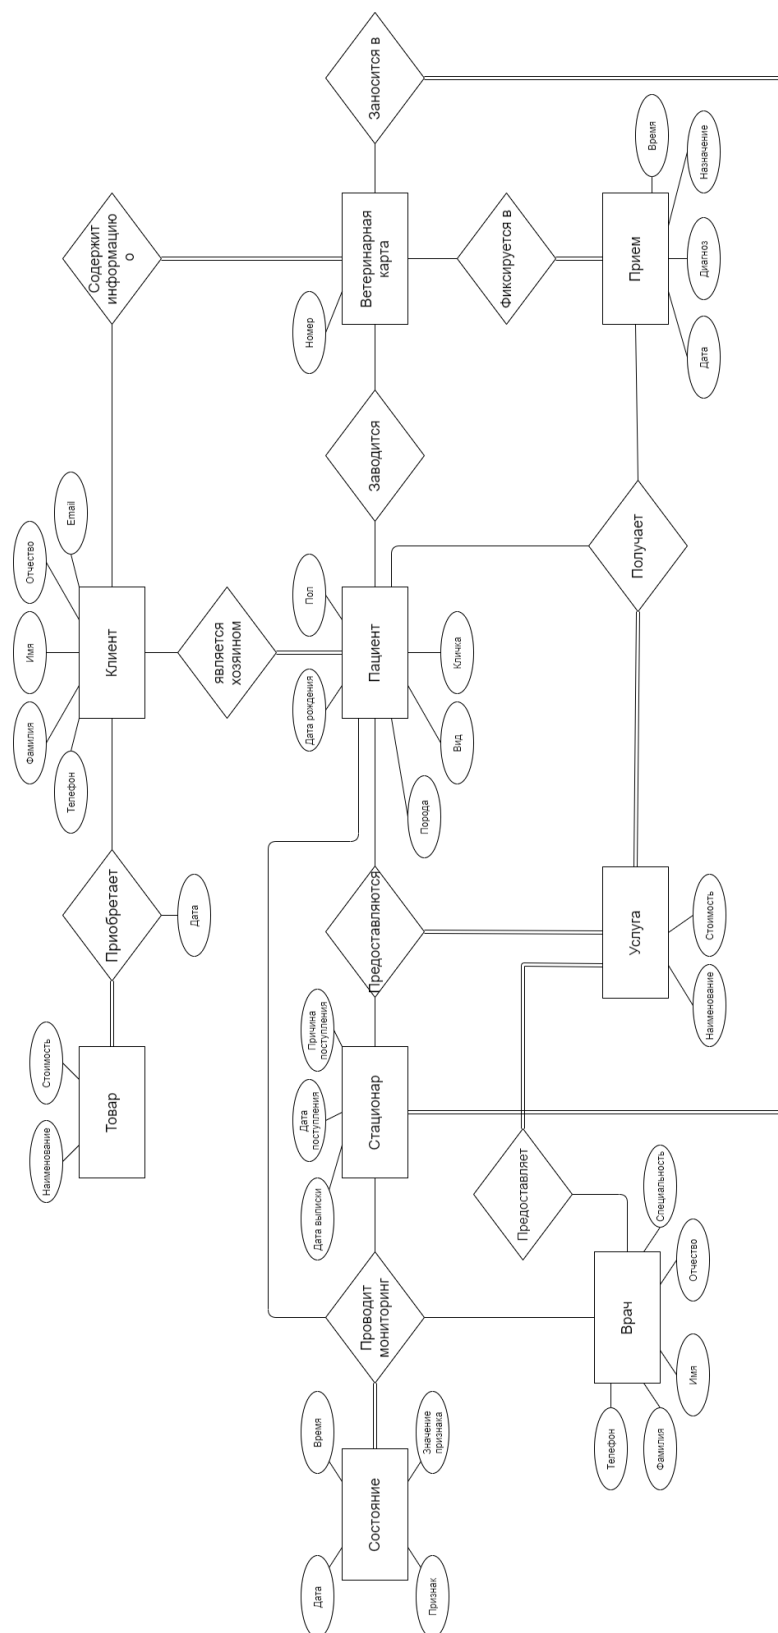 Наименование
Стоимость
Фамилия
Имя
Отчество
Телефон
Email
Товар
Приобретает
Клиент
Содержит
информацию
о
Дата
является
хозяином
Дата
Время
Дата выписки
Дата
поступления
Причина
поступления
Дата рождения
Пол
Номер
Состояние
Проводит
мониторинг
Стационар
Предоставляются
Пациент
Заводится
Ветеринарная
карта
Заносится в
Признак
Значение
признака
Порода
Вид
Кличка
Предоставляет
Фиксируется в
Телефон
Врач
Услуга
Получает
Прием
Время
Фамилия
Имя
Отчество
Специальность
Наименование
Стоимость
Дата
Диагноз
Назначение